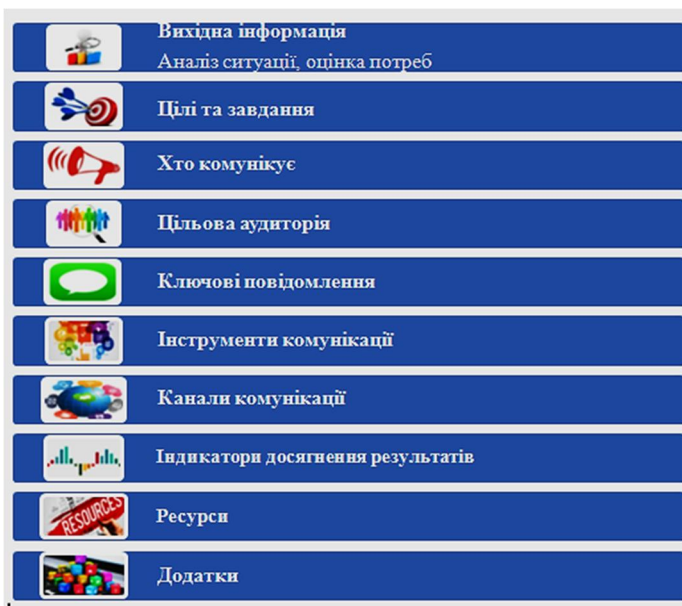 Вихідна інформація
Аналіз ситуації, оцінка потреб
Цілі та завдання
Хто комунікує
Цільова аудиторія
Ключові повідомлення
Інструменти комунікації
Канали комунікації
Індикатори досягнення результатів
RESOURCES
Ресурси
Додатки